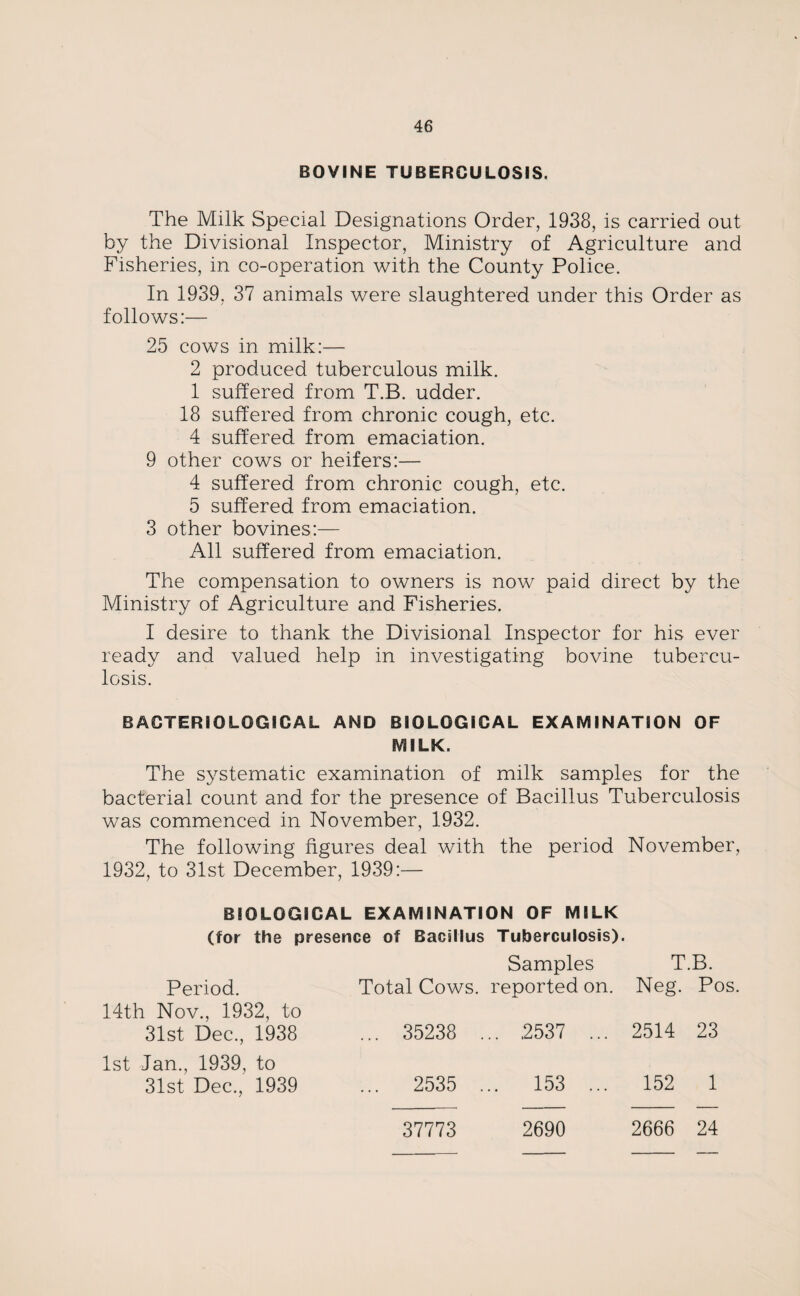 46
BOVINE TUBERCULOSIS.
The Milk Special Designations Order, 1938, is carried out
by the Divisional Inspector, Ministry of Agriculture and
Fisheries, in co-operation with the County Police.
In 1939, 37 animals were slaughtered under this Order as
follows:—
25 cows in milk:—
2 produced tuberculous milk.
1 suffered from T.B. udder.
18 suffered from chronic cough, etc.
4 suffered from emaciation.
9 other cows or heifers:—
4 suffered from chronic cough, etc.
5 suffered from emaciation.
3 other bovines:—
All suffered from emaciation.
The compensation to owners is now paid direct by the
Ministry of Agriculture and Fisheries.
I desire to thank the Divisional Inspector for his ever
ready and valued help in investigating bovine tubercu-
losis.
BACTERIOLOGICAL AND BIOLOGICAL EXAMINATION OF
MILK.
The systematic examination of milk samples for the
bacterial count and for the presence of Bacillus Tuberculosis
was commenced in November, 1932.
The following figures deal with the period November,
1932, to 31st December, 1939:—
BIOLOGICAL EXAMINATION OF MILK
(for the presence of Bacillus Tuberculosis).
Samples T.B.
Period. Total Cows. reported on. Neg. Pos.
14th Nov., 1932, to
31st Dec., 1938 ... 35238 ... 2537 ... 2514 23
1st Jan., 1939, to
31st Dec., 1939 ... 2535 ... 153 ... 152 1
37773 2690 2666 24